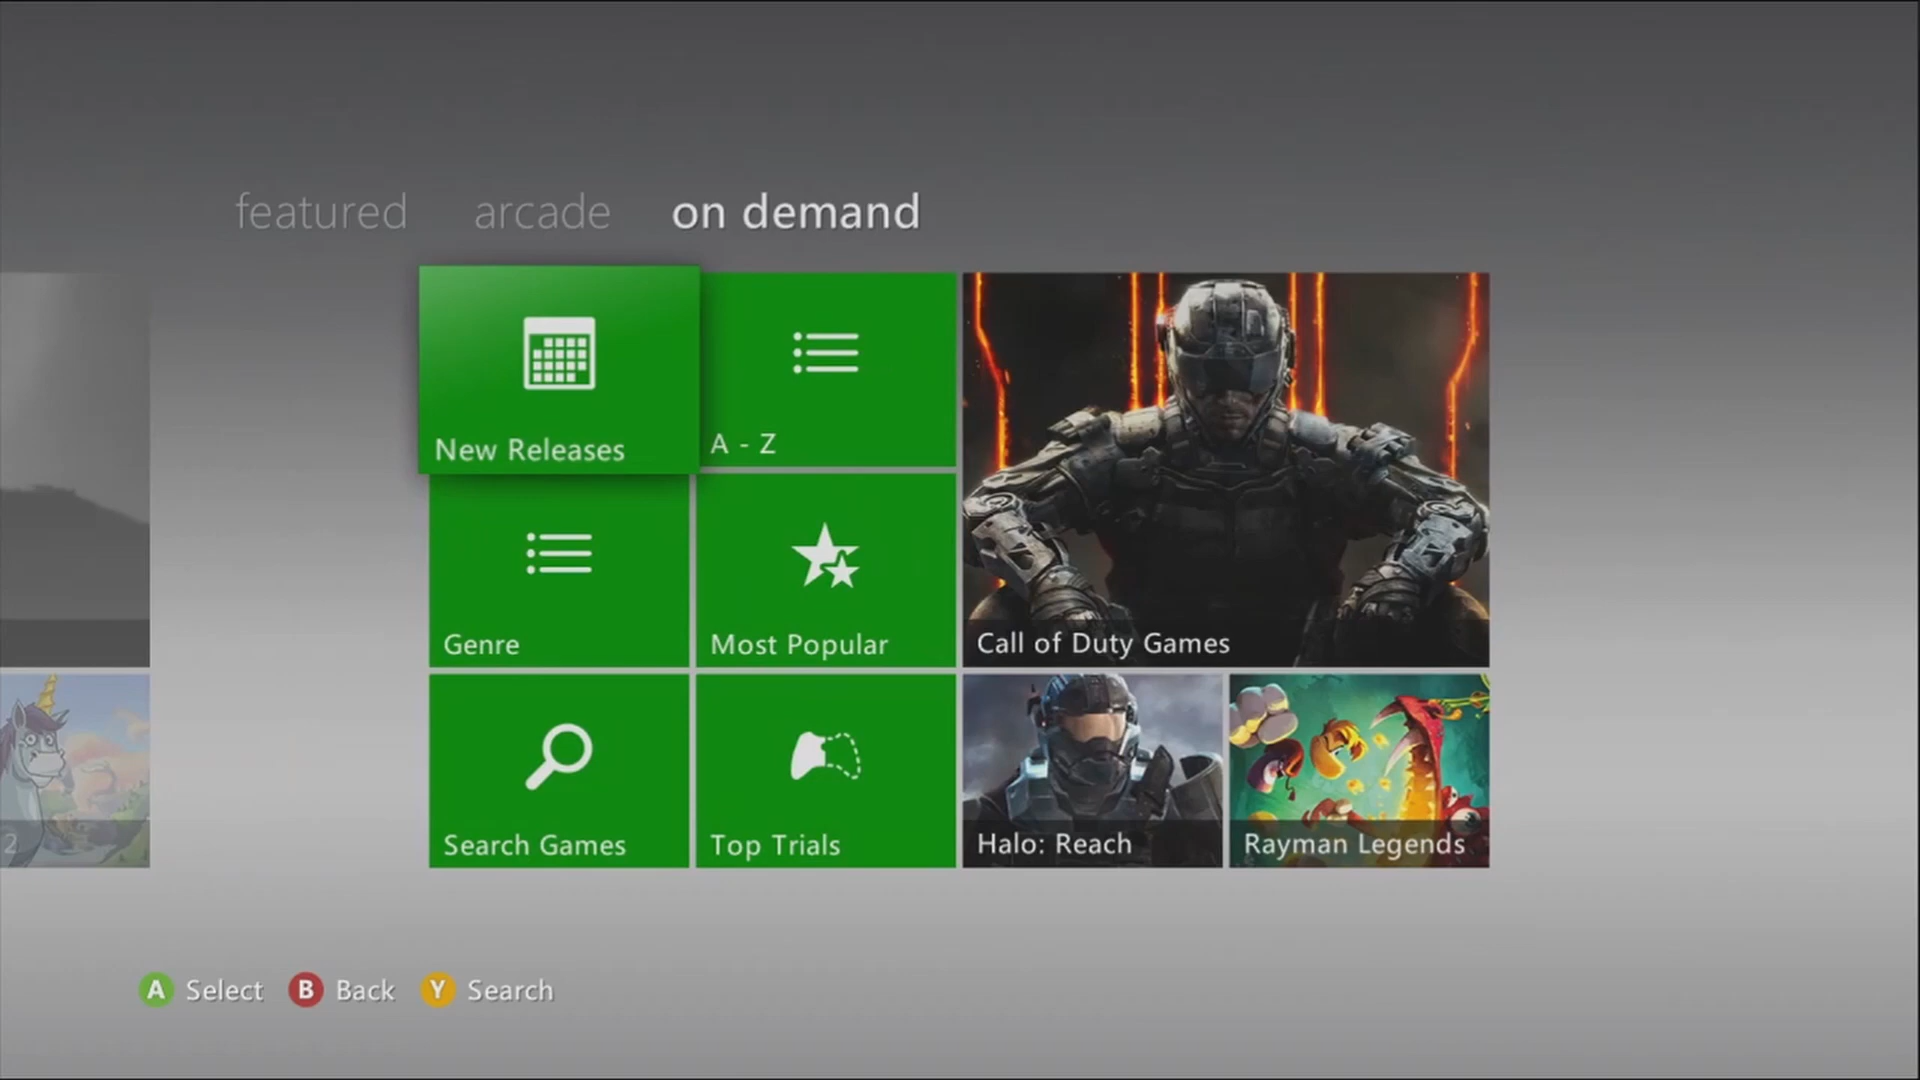 featured arcade on demand
New Releases
A - Z
Genre
Most Popular
Call of Duty Games
Search Games
Top Trials
Halo: Reach
Rayman Legends
2
A Select B Back Y Search